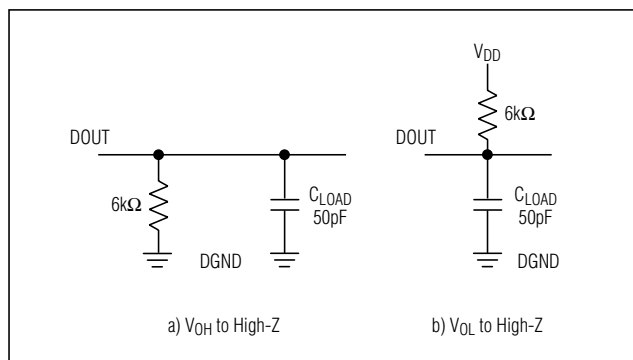 DOUT
6kΩ
C_LOAD
50pF
DGND
a) V_OH to High-Z
V_DD
6kΩ
DOUT
C_LOAD
50pF
DGND
b) V_OL to High-Z